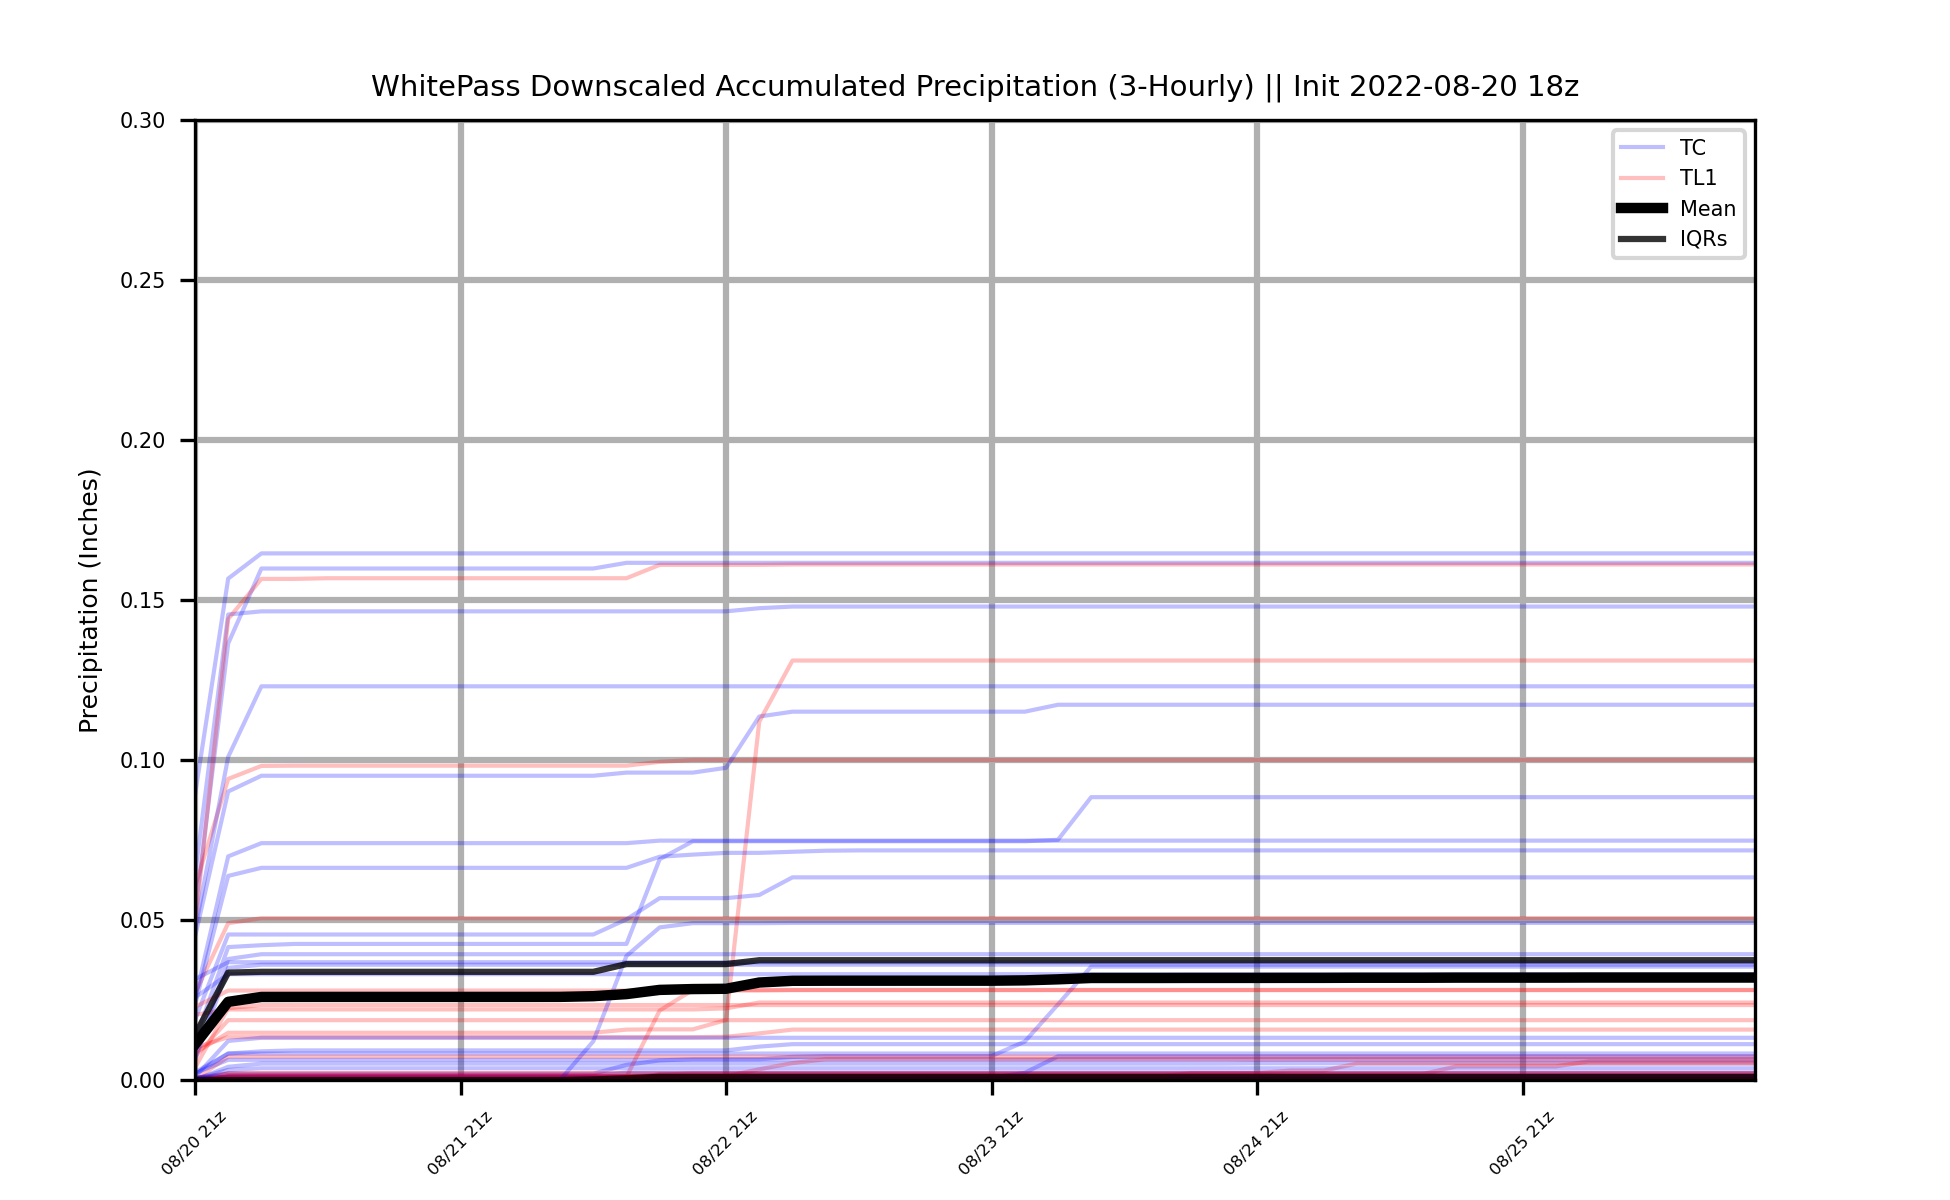 WhitePass Downscaled Accumulated Precipitation (3-Hourly) || Init 2022-08-20 18z
Precipitation (Inches)
0.30
0.25
0.20
0.15
0.10
0.05
0.00
TC
TL1
Mean
IQRs
08/20 21z
08/21 21z
08/22 21z
08/23 21z
08/24 21z
08/25 21z